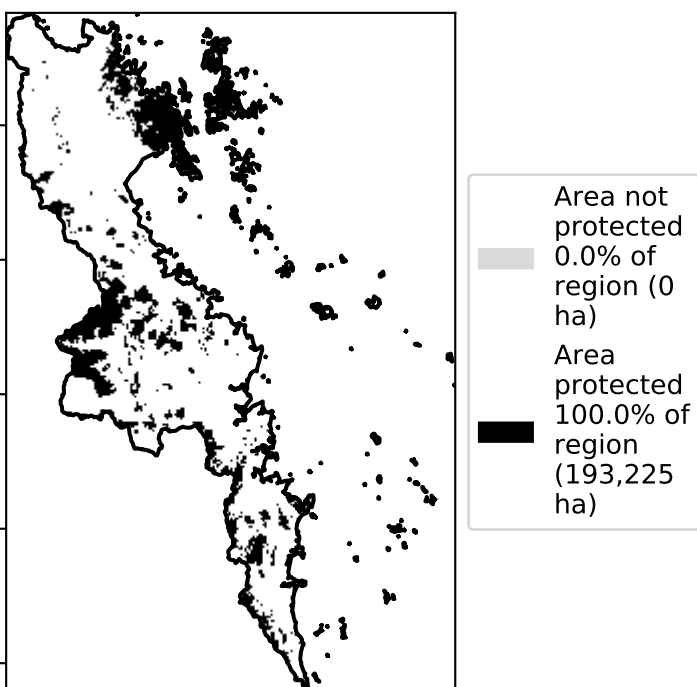 Area not
protected
0.0% of
region (0
ha)
Area
protected
100.0% of
region
(193,225
ha)